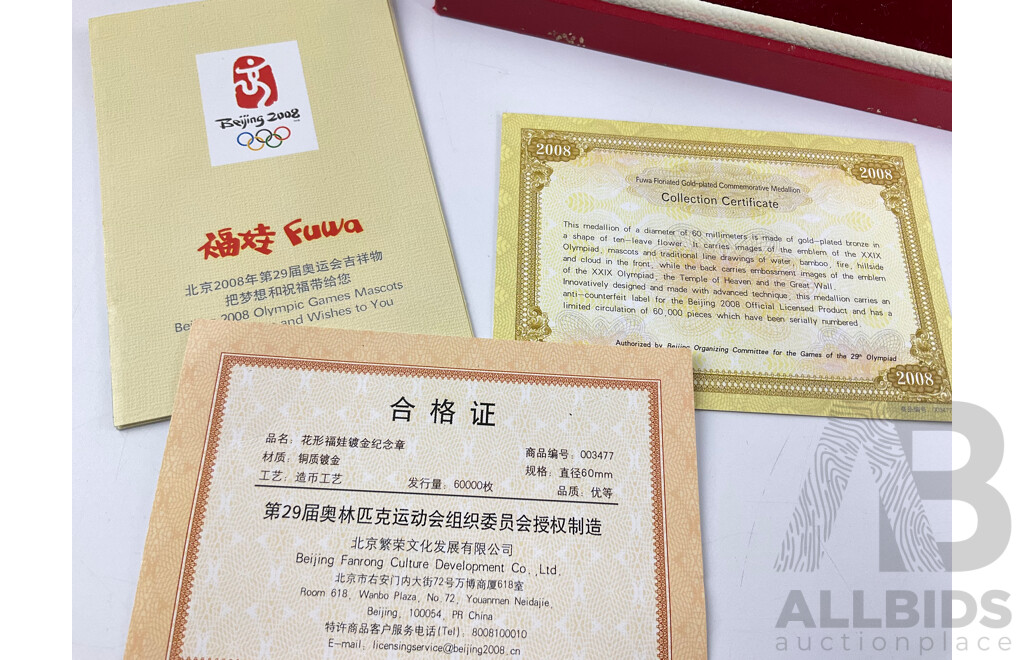 Beijing 2008
福娃 Fuwa
北京2008年第29届奥运会吉祥物
把梦想和祝福带给您
2008 Olympic Games Mascots
and Wishes to You
2008
2008
Fuwa Floriated Gold-plated Commemorative Medallion
Collection Certificate
This medallion of a diameter of 60 millimeters is made of gold-plated bronze in
a shape of ten-leave flower. It carries images of the emblem of the XXIX
Olympiad, mascots and traditional line drawings of water, bamboo, fire, hillside
and cloud in the front, while the back carries embossment images of the emblem
of the XXIX Olympiad, the Temple of Heaven and the Great Wall.
Innovatively designed and made with advanced technique, this medallion carries an
anti-counterfeit label for the Beijing 2008 Official Licensed Product and has a
limited circulation of 60,000 pieces which have been serially numbered.
Authorized by Beijing Organizing Committee for the Games of the 29th Olympiad
2008
商品编号: 003477
合格证
品名: 花形福娃镀金纪念章
商品编号: 003477
材质: 铜质镀金
规格: 直径60mm
工艺: 造币工艺
发行量: 60000枚
品质: 优等
第29届奥林匹克运动会组织委员会授权制造
北京繁荣文化发展有限公司
Beijing Fanrong Culture Development Co.,Ltd.
北京市右安门内大街72号万博商厦618室
Room 618, Wanbo Plaza, No.72, Youanmen Neidajie,
Beijing, 100054, PR China
特许商品客户服务电话(Tel). 8008100010
E-mail. licensingservice@beijing2008.cn
AB
ALLBIDS
auctionplace